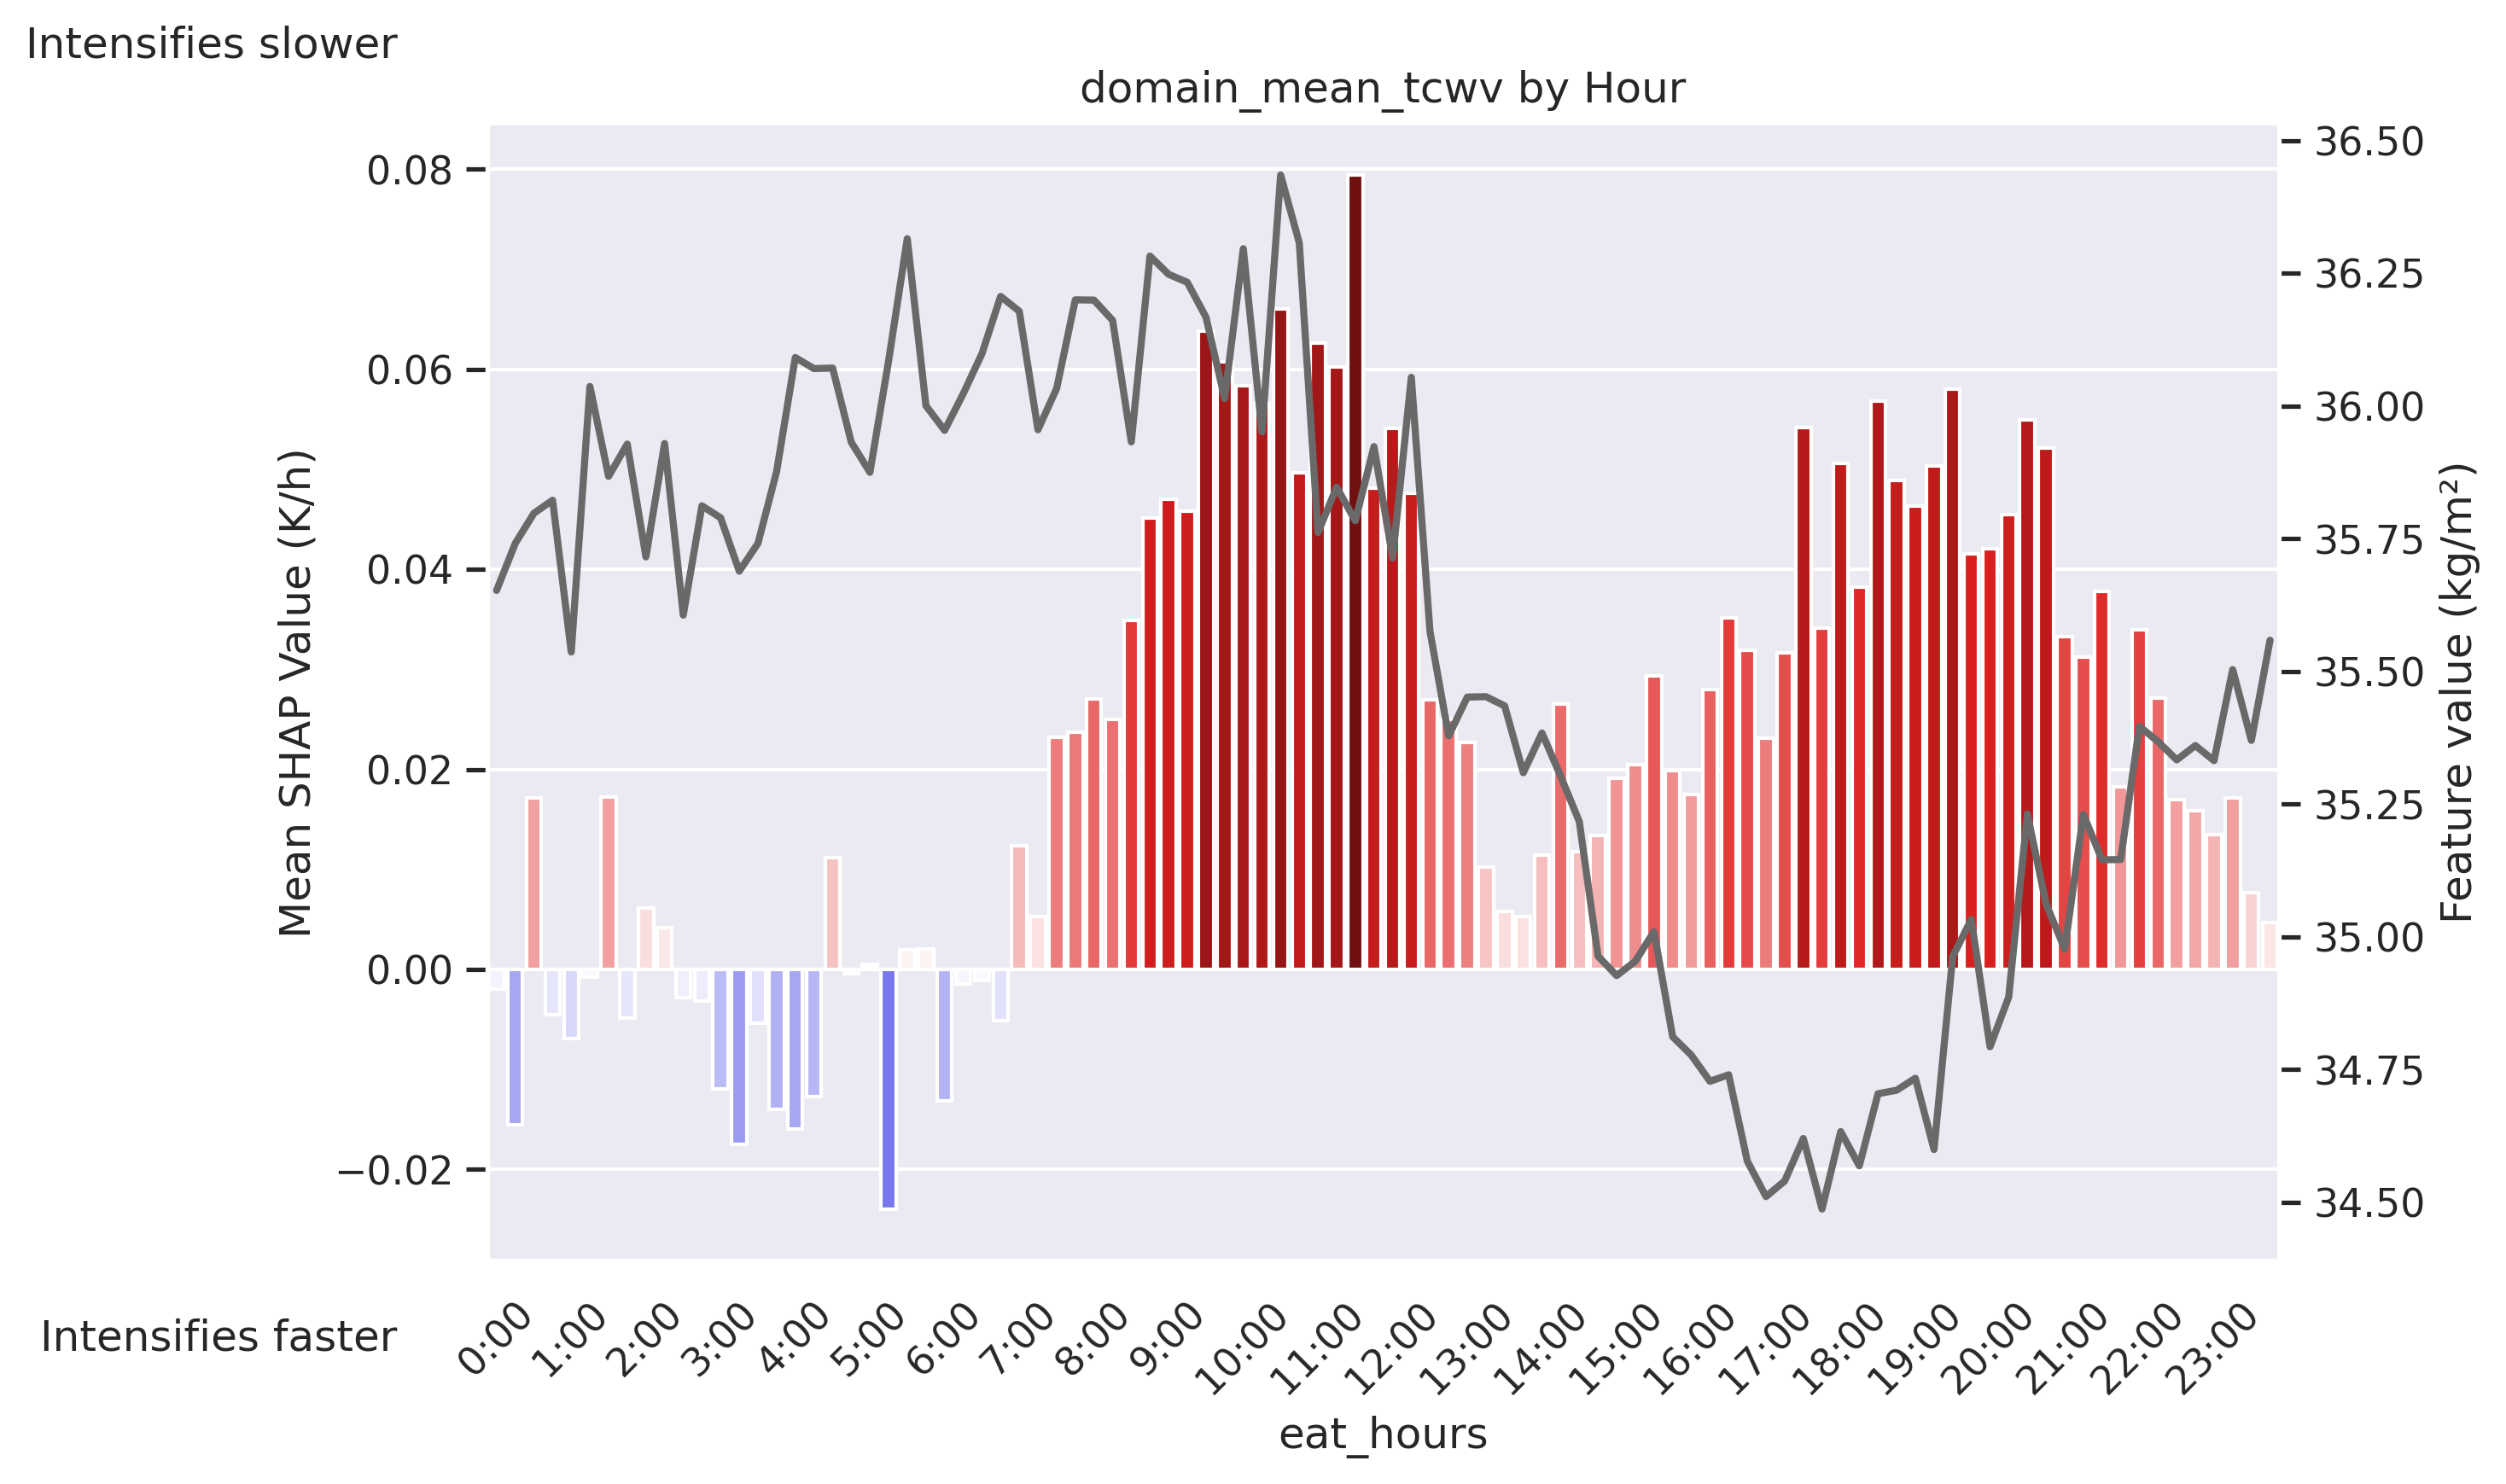 Intensifies slower
domain_mean_tcwv by Hour
Mean SHAP Value (K/h)
0.08
0.06
0.04
0.02
0.00
−0.02
36.50
36.25
36.00
35.75
35.50
35.25
35.00
34.75
34.50
Feature value (kg/m²)
Intensifies faster
0:00 1:00 2:00 3:00 4:00 5:00 6:00 7:00 8:00 9:00 10:00 11:00 12:00 13:00 14:00 15:00 16:00 17:00 18:00 19:00 20:00 21:00 22:00 23:00
eat_hours